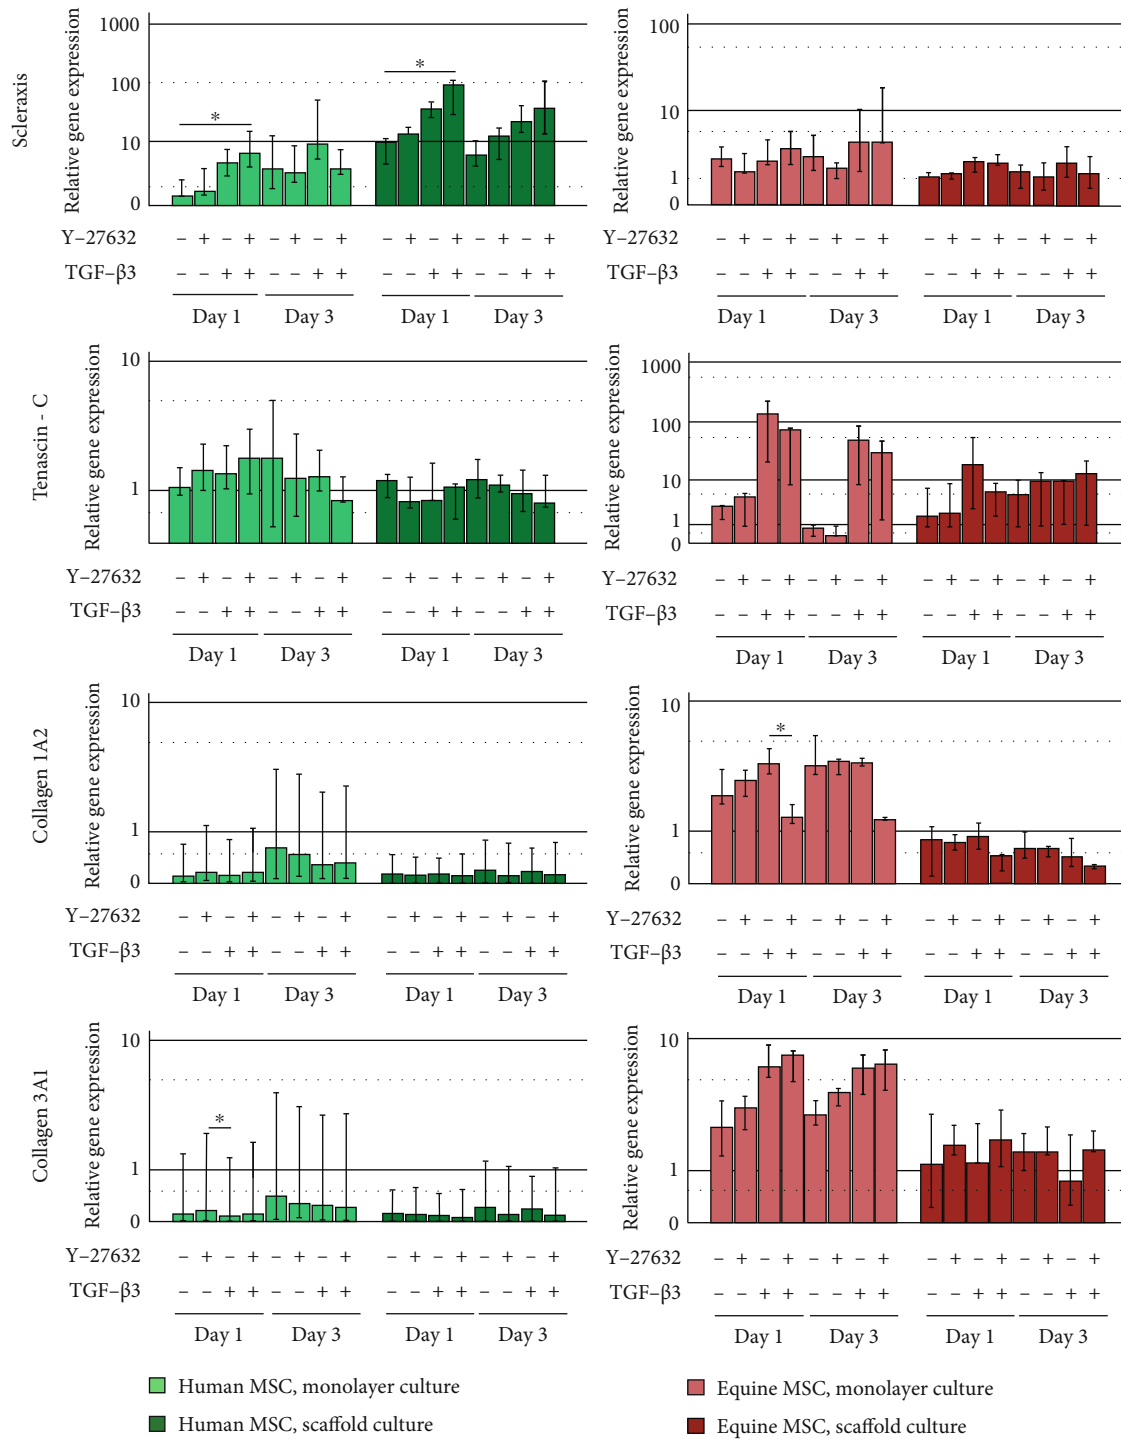 Scleraxis
Relative gene expression
1000
100
10
0
*
*
Relative gene expression
100
10
1
0
Y–27632 – + – + – + – + – + – + – + – +
TGF–β3 – – + + – – + + – – + + – – + +
Day 1 Day 3 Day 1 Day 3
Y–27632 – + – + – + – + – + – + – + – +
TGF–β3 – – + + – – + + – – + + – – + +
Day 1 Day 3 Day 1 Day 3
Tenascin - C
Relative gene expression
10
1
0
Relative gene expression
1000
100
10
1
0
Y–27632 – + – + – + – + – + – + – + – +
TGF–β3 – – + + – – + + – – + + – – + +
Day 1 Day 3 Day 1 Day 3
Y–27632 – + – + – + – + – + – + – + – +
TGF–β3 – – + + – – + + – – + + – – + +
Day 1 Day 3 Day 1 Day 3
Collagen 1A2
Relative gene expression
10
1
0
Relative gene expression
10
1
0
*
Y–27632 – + – + – + – + – + – + – + – +
TGF–β3 – – + + – – + + – – + + – – + +
Day 1 Day 3 Day 1 Day 3
Y–27632 – + – + – + – + – + – + – + – +
TGF–β3 – – + + – – + + – – + + – – + +
Day 1 Day 3 Day 1 Day 3
Collagen 3A1
Relative gene expression
10
1
0
*
Relative gene expression
10
1
0
Y–27632 – + – + – + – + – + – + – + – +
TGF–β3 – – + + – – + + – – + + – – + +
Day 1 Day 3 Day 1 Day 3
Y–27632 – + – + – + – + – + – + – + – +
TGF–β3 – – + + – – + + – – + + – – + +
Day 1 Day 3 Day 1 Day 3
Human MSC, monolayer culture
Human MSC, scaffold culture
Equine MSC, monolayer culture
Equine MSC, scaffold culture